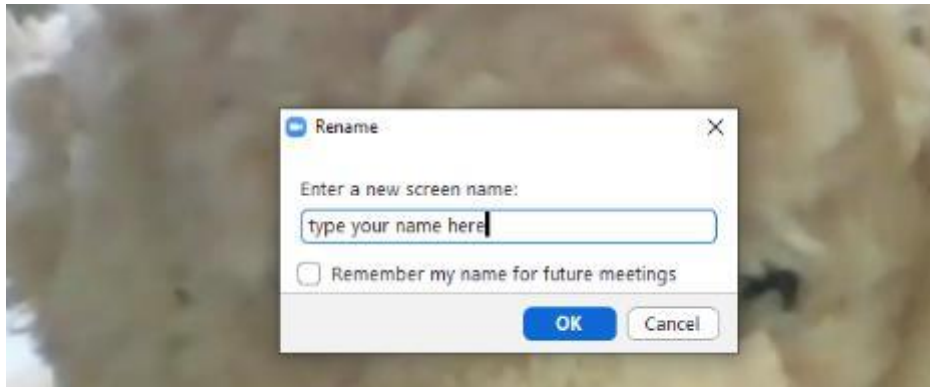 Rename
Enter a new screen name:
type your name here
Remember my name for future meetings
OK Cancel